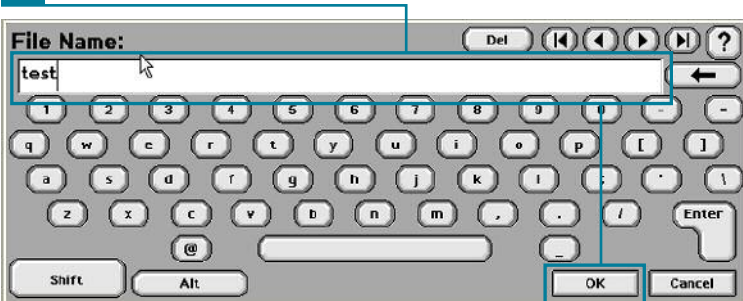 File Name: Del ?
test
1 2 3 4 5 6 7 8 9 0 - -
q w e r t y u i o p [ ]
a s d f g h j k l ; ' \
z x c v b n m , . / Enter
@ _
Shift Alt OK Cancel